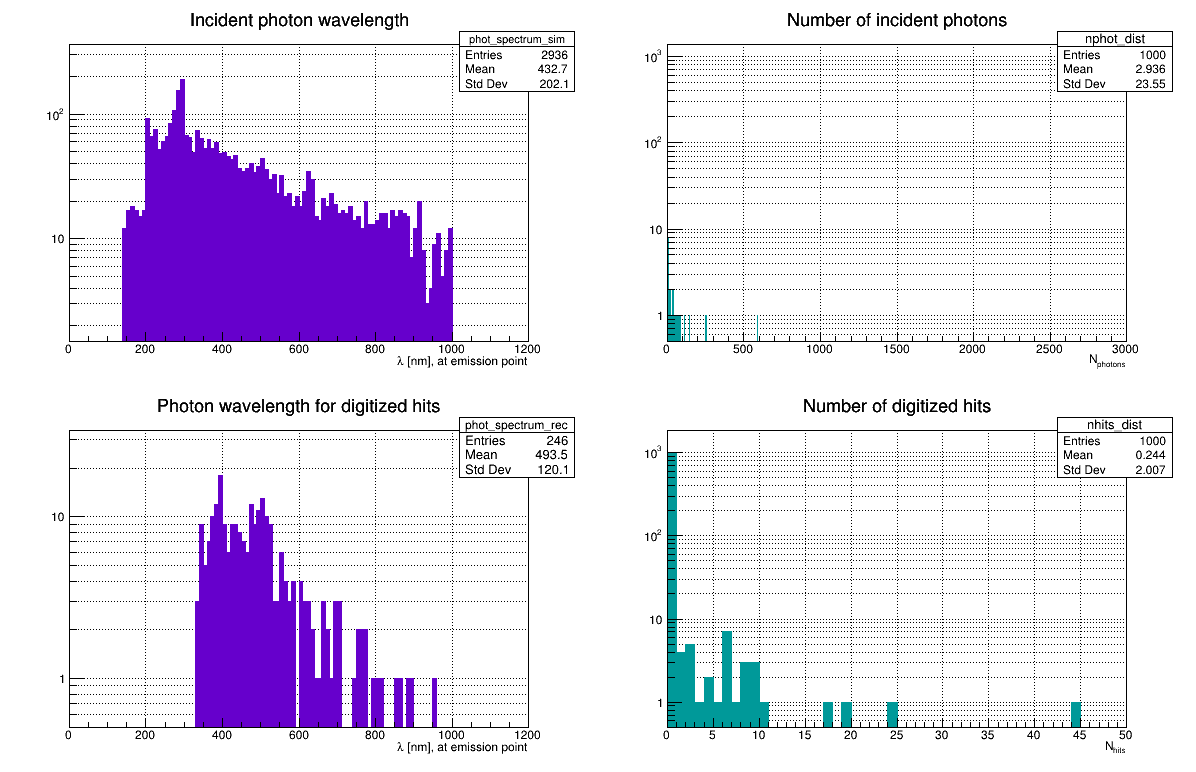 Incident photon wavelength
phot_spectrum_sim
Entries 2936
Mean 432.7
Std Dev 202.1
10²
10
0 200 400 600 800 1000 1200
λ [nm], at emission point
Number of incident photons
nphot_dist
Entries 1000
Mean 2.936
Std Dev 23.55
10³
10²
10
1
0 500 1000 1500 2000 2500 3000
N_photons
Photon wavelength for digitized hits
phot_spectrum_rec
Entries 246
Mean 493.5
Std Dev 120.1
10
1
0 200 400 600 800 1000 1200
λ [nm], at emission point
Number of digitized hits
nhits_dist
Entries 1000
Mean 0.244
Std Dev 2.007
10³
10²
10
1
0 5 10 15 20 25 30 35 40 45 50
N_hits